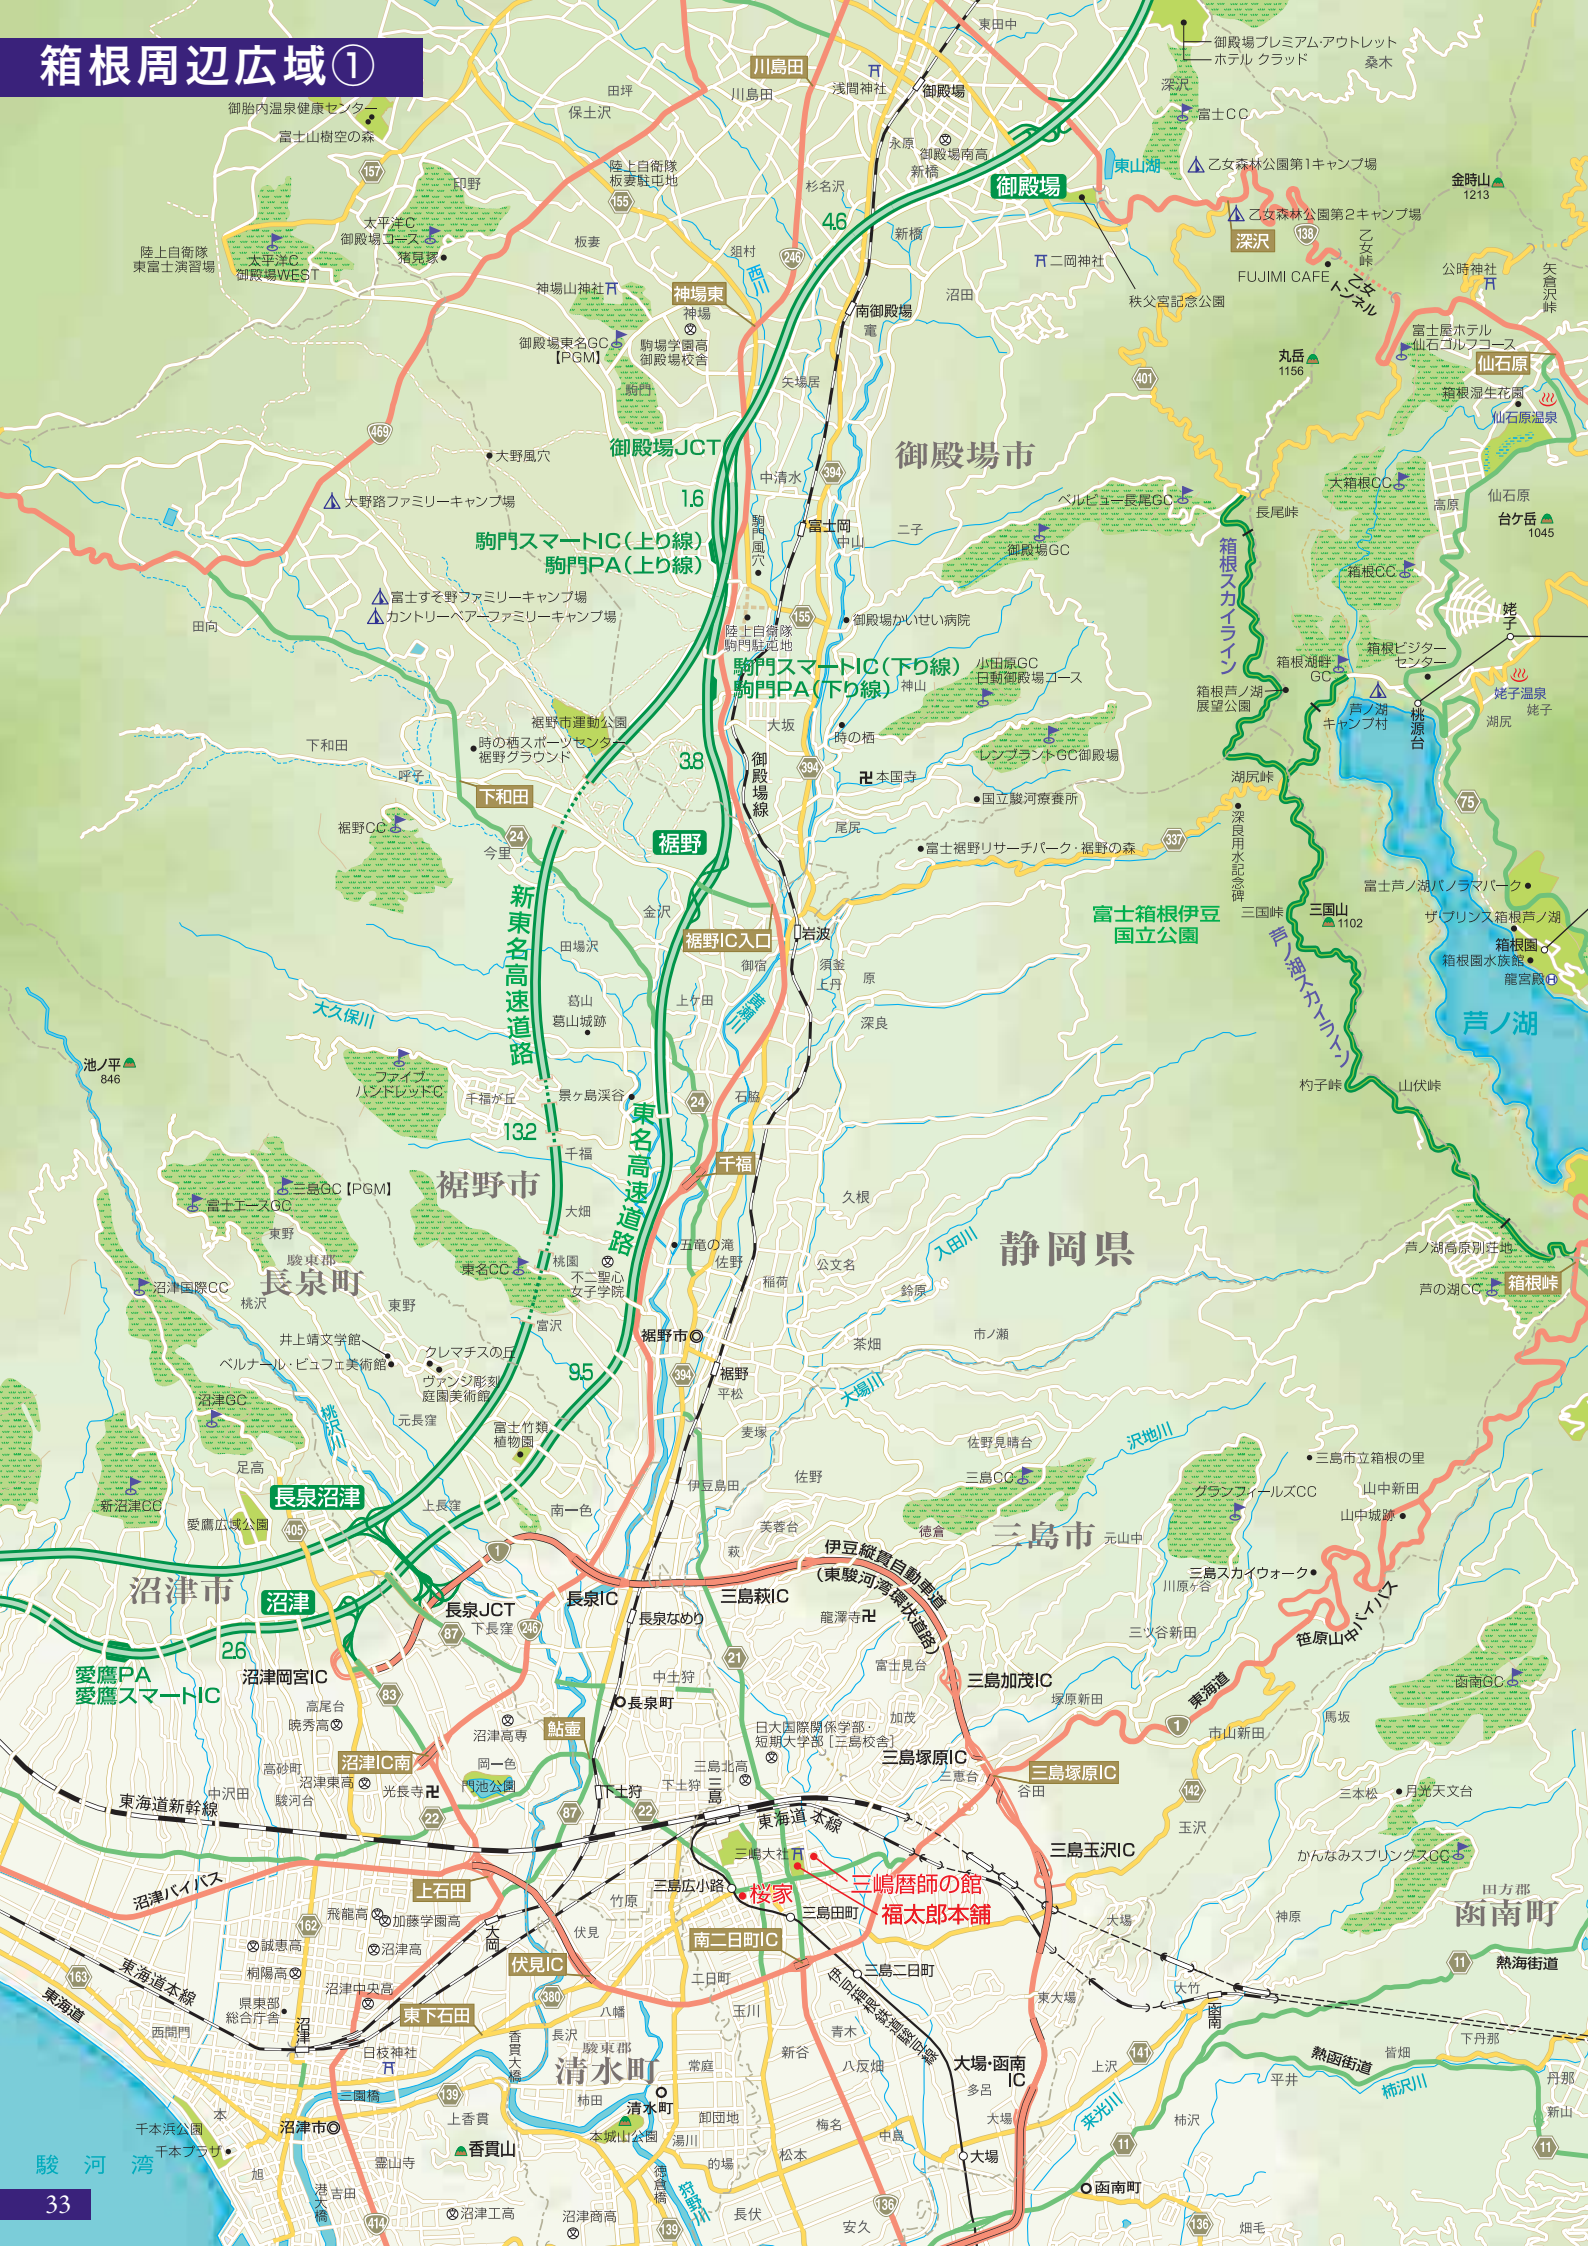 箱根周辺広域①
東田中
御殿場プレミアム・アウトレット
ホテル クラッド
桑木
川島田
浅間神社
御殿場
田坪
川島田
保土沢
深沢
富士CC
御胎内温泉健康センター
富士山樹空の森
永原
御殿場南高
新橋
東山湖
乙女森林公園第1キャンプ場
157
印野
陸上自衛隊
板妻駐屯地
155
杉名沢
御殿場
金時山
1213
太平洋C
御殿場コース
猪見塚
4.6
新橋
乙女森林公園第2キャンプ場
深沢
138
乙女峠
陸上自衛隊
東富士演習場
太平洋C
御殿場WEST
板妻
狙村
西川
246
二岡神社
FUJIMI CAFE
乙女
トンネル
公時神社
矢倉沢峠
神場山神社
神場東
神場
沼田
秩父宮記念公園
南御殿場
竃
御殿場東名GC
【PGM】
駒場学園高
御殿場校舎
富士屋ホテル
仙石ゴルフコース
仙石原
丸岳
1156
駒門
矢場居
401
箱根湿生花園
仙石原温泉
469
御殿場JCT
御殿場市
大野風穴
中清水
394
1.6
大野路ファミリーキャンプ場
ベルビュー長尾GC
大箱根CC
高原
仙石原
長尾峠
台ケ岳
1045
駒門スマートIC（上り線）
駒門PA（上り線）
駒門風穴
富士岡
中山
二子
御殿場GC
箱根スカイライン
箱根CC
富士すそ野ファミリーキャンプ場
カントリーベアーファミリーキャンプ場
田向
155
御殿場かいせい病院
陸上自衛隊
駒門駐屯地
姥子
箱根ビジター
センター
駒門スマートIC（下り線）
駒門PA（下り線）
神山
小田原GC
日動御殿場コース
箱根湖畔
GC
箱根芦ノ湖
展望公園
芦ノ湖
キャンプ村
桃源台
姥子温泉
姥子
湖尻
裾野市運動公園
時の栖スポーツセンター
裾野グラウンド
大坂
時の栖
レンブラントGC御殿場
下和田
呼子
下和田
3.8
御殿場線
394
本国寺
国立駿河療養所
湖尻峠
75
裾野CC
24
今里
裾野
尾尻
富士裾野リサーチパーク・裾野の森
337
深良用水記念碑
富士芦ノ湖パノラマパーク
新東名高速道路
金沢
田場沢
裾野IC入口
岩波
富士箱根伊豆
国立公園
三国峠
三国山
1102
ザ・プリンス箱根芦ノ湖
箱根園
箱根園水族館
龍宮殿
御宿
須釜
上丹
原
芦ノ湖スカイライン
大久保川
葛山
葛山城跡
上ケ田
黄瀬川
深良
芦ノ湖
池ノ平
846
ファイブ
ハンドレッドC
千福が丘
景ヶ島渓谷
24
石脇
杓子峠
山伏峠
13.2
千福
東名高速道路
千福
裾野市
三島GC【PGM】
富士エースGC
大畑
久根
入田川
静岡県
東野
駿東郡
長泉町
東名CC
桃園
不二聖心
女子学院
五竜の滝
佐野
稲荷
公文名
芦ノ湖高原別荘地
沼津国際CC
桃沢
東野
鈴原
芦の湖CC
箱根峠
井上靖文学館
ベルナール・ビュフェ美術館
クレマチスの丘
ヴァンジ彫刻
庭園美術館
富沢
裾野市
茶畑
市ノ瀬
9.5
394
裾野
平松
大場川
沼津GC
桃沢川
元長窪
富士竹類
植物園
麦塚
佐野見晴台
沢地川
足高
伊豆島田
佐野
三島CC
三島市立箱根の里
新沼津CC
長泉沼津
上長窪
南一色
グランフィールズCC
山中新田
山中城跡
愛鷹広域公園
405
芙蓉台
徳倉
三島市
元山中
1
萩
伊豆縦貫自動車道
（東駿河湾環状道路）
三島スカイウォーク
川原ヶ谷
沼津市
沼津
長泉JCT
長泉IC
三島萩IC
笹原山中バイパス
87
下長窪
246
長泉なめり
龍澤寺
三ツ谷新田
2.6
愛鷹PA
愛鷹スマートIC
沼津岡宮IC
21
富士見台
三島加茂IC
函南GC
中土狩
長泉町
塚原新田
東海道
83
高尾台
暁秀高
沼津高専
鮎壷
日大国際関係学部・
短期大学部［三島校舎］
加茂
1
市山新田
馬坂
三島塚原IC
三恵台
三島塚原IC
沼津IC南
岡一色
三島北高
高砂町
沼津東高
駿河台
中沢田
光長寺
門池公園
下土狩
下土狩
三島
谷田
142
三本松
月光天文台
東海道新幹線
22
87
22
東海道本線
玉沢
三島玉沢IC
かんなみスプリングスCC
三嶋大社
三嶋暦師の館
沼津バイパス
上石田
三島広小路
桜家
田方郡
函南町
竹原
三島田町
福太郎本舗
大場
神原
飛龍高
加藤学園高
162
誠恵高
沼津高
大岡
伏見
南二日町IC
11
熱海街道
桐陽高
伏見IC
三島二日町
163
東海道本線
東海道
二日町
県東部
総合庁舎
沼津中央高
380
伊豆箱根鉄道駿豆線
大竹
函南
東大場
東下石田
八幡
玉川
西間門
沼津
香貫大橋
長沢
青木
下丹那
日枝神社
駿東郡
清水町
新谷
八反畑
大場・函南
IC
141
上沢
熱函街道
皆畑
常庭
平井
柿沢川
丹那
三園橋
139
柿田
清水町
多呂
来光川
新山
千本浜公園
本
沼津市
上香貫
卸団地
梅名
大場
柿沢
本城山公園
中島
千本プラザ
香貫山
湯川
11
11
駿河湾
霊山寺
的場
松本
大場
旭
徳倉橋
函南町
港大橋
吉田
狩野川
33
414
沼津工高
沼津商高
139
長伏
安久
136
136
畑毛